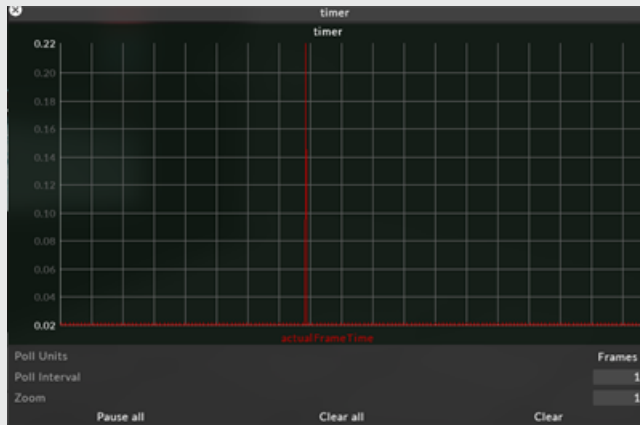 timer
timer
0.22
0.20
0.18
0.16
0.14
0.12
0.10
0.08
0.06
0.04
0.02
actualFrameTime
Poll Units Frames
Poll Interval 1
Zoom 1
Pause all Clear all Clear